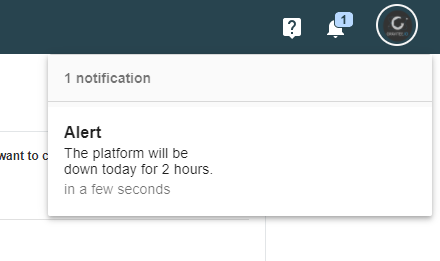 ?
1
1 notification
Alert
The platform will be
want to c
down today for 2 hours.
in a few seconds